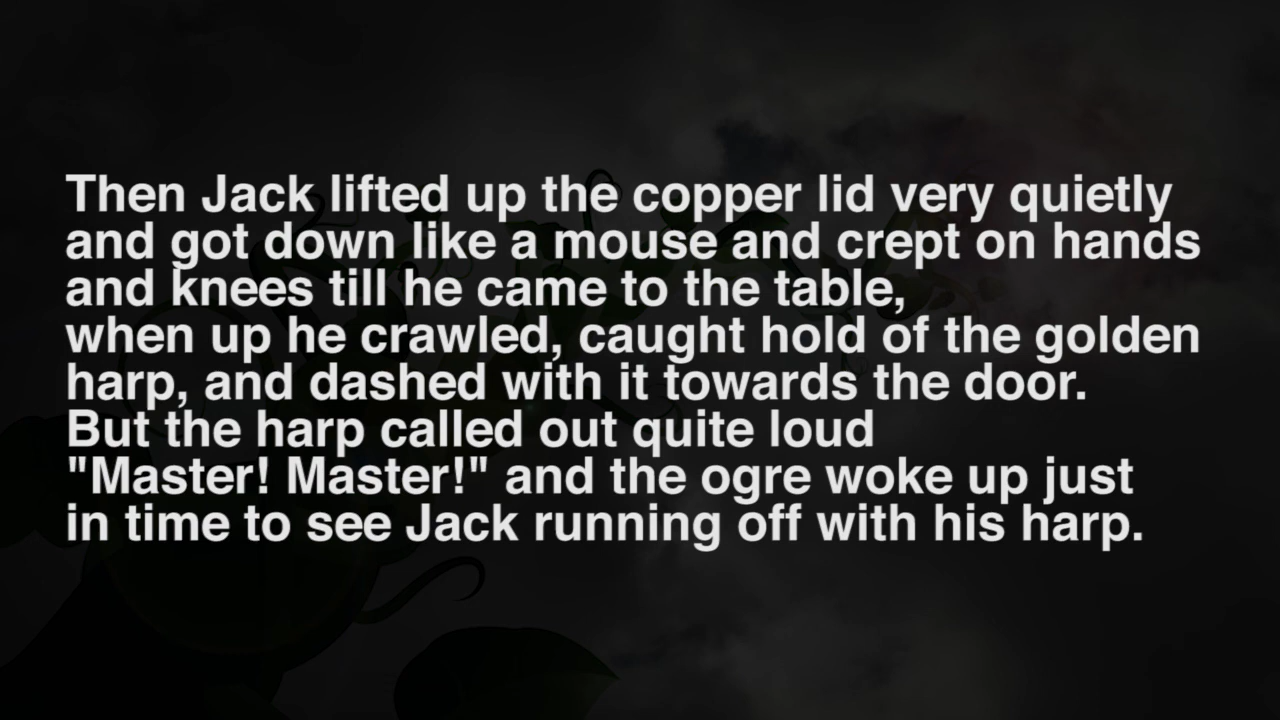 Then Jack lifted up the copper lid very quietly
and got down like a mouse and crept on hands
and knees till he came to the table,
when up he crawled, caught hold of the golden
harp, and dashed with it towards the door.
But the harp called out quite loud
"Master! Master!" and the ogre woke up just
in time to see Jack running off with his harp.